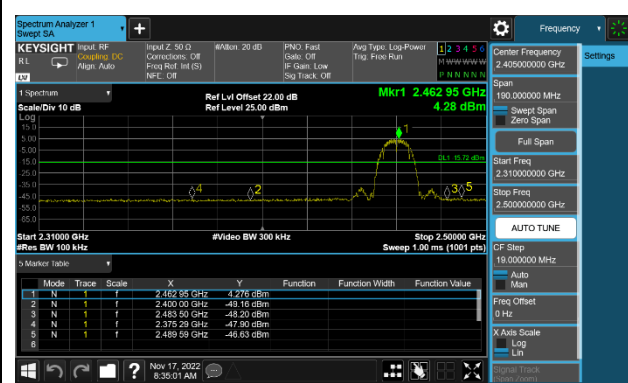 Spectrum Analyzer 1
Swept SA
Frequency
KEYSIGHT
RL
Input: RF
Coupling: DC
Align: Auto
Input Z: 50 Ω
Corrections: Off
Freq Ref: Int (S)
NFE: Off
#Atten: 20 dB
PNO: Fast
Gate: Off
IF Gain: Low
Sig Track: Off
Avg Type: Log-Power
Trig: Free Run
1 2 3 4 5 6
M W W W W W
P N N N N N
1 Spectrum
Scale/Div 10 dB
Ref Lvl Offset 22.00 dB
Ref Level 25.00 dBm
Mkr1 2.462 95 GHz
4.28 dBm
Log
15.0
5.00
-5.00
-15.0
-25.0
-35.0
-45.0
-55.0
-65.0
1
DL1 -15.72 dBm
4
2
3
5
Start 2.31000 GHz
#Res BW 100 kHz
#Video BW 300 kHz
Stop 2.50000 GHz
Sweep 1.00 ms (1001 pts)
5 Marker Table
Mode Trace Scale X Y Function Function Width Function Value
1 N 1 f 2.462 95 GHz 4.276 dBm
2 N 1 f 2.400 00 GHz -49.16 dBm
3 N 1 f 2.483 50 GHz -48.20 dBm
4 N 1 f 2.375 29 GHz -47.90 dBm
5 N 1 f 2.489 59 GHz -46.63 dBm
6
Nov 17, 2022
8:35:01 AM
Center Frequency
2.405000000 GHz
Settings
Span
190.000000 MHz
Swept Span
Zero Span
Full Span
Start Freq
2.310000000 GHz
Stop Freq
2.500000000 GHz
AUTO TUNE
CF Step
19.000000 MHz
Auto
Man
Freq Offset
0 Hz
X Axis Scale
Log
Lin
Signal Track
(Span Zoom)